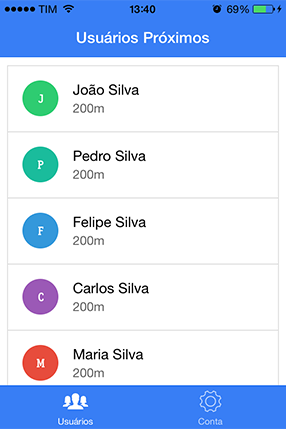 TIM 13:40 69%
Usuários Próximos
J João Silva
200m
P Pedro Silva
200m
F Felipe Silva
200m
C Carlos Silva
200m
M Maria Silva
200m
Usuários Conta